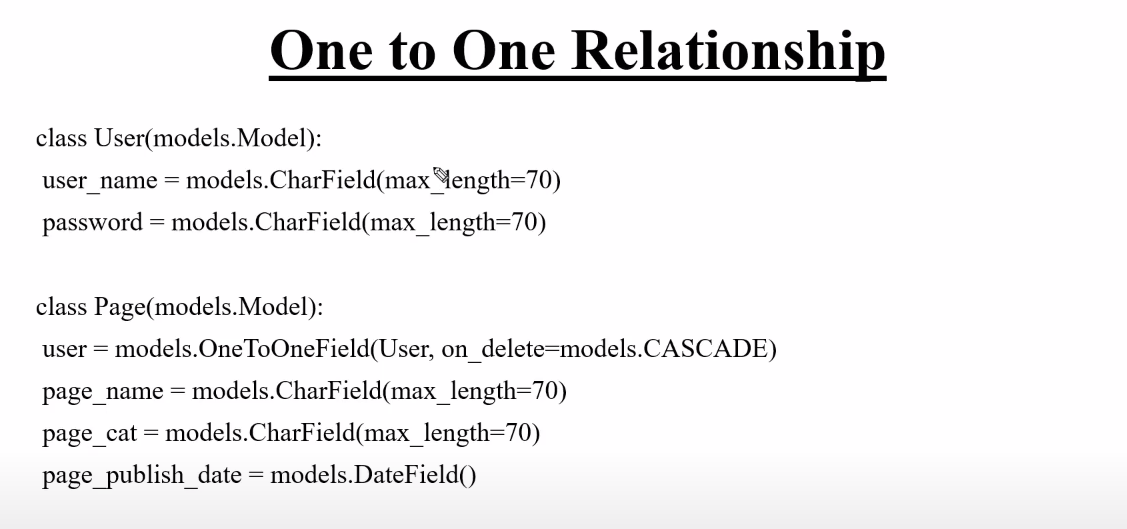 One to One Relationship
class User(models.Model):
user_name = models.CharField(max_length=70)
password = models.CharField(max_length=70)
class Page(models.Model):
user = models.OneToOneField(User, on_delete=models.CASCADE)
page_name = models.CharField(max_length=70)
page_cat = models.CharField(max_length=70)
page_publish_date = models.DateField()